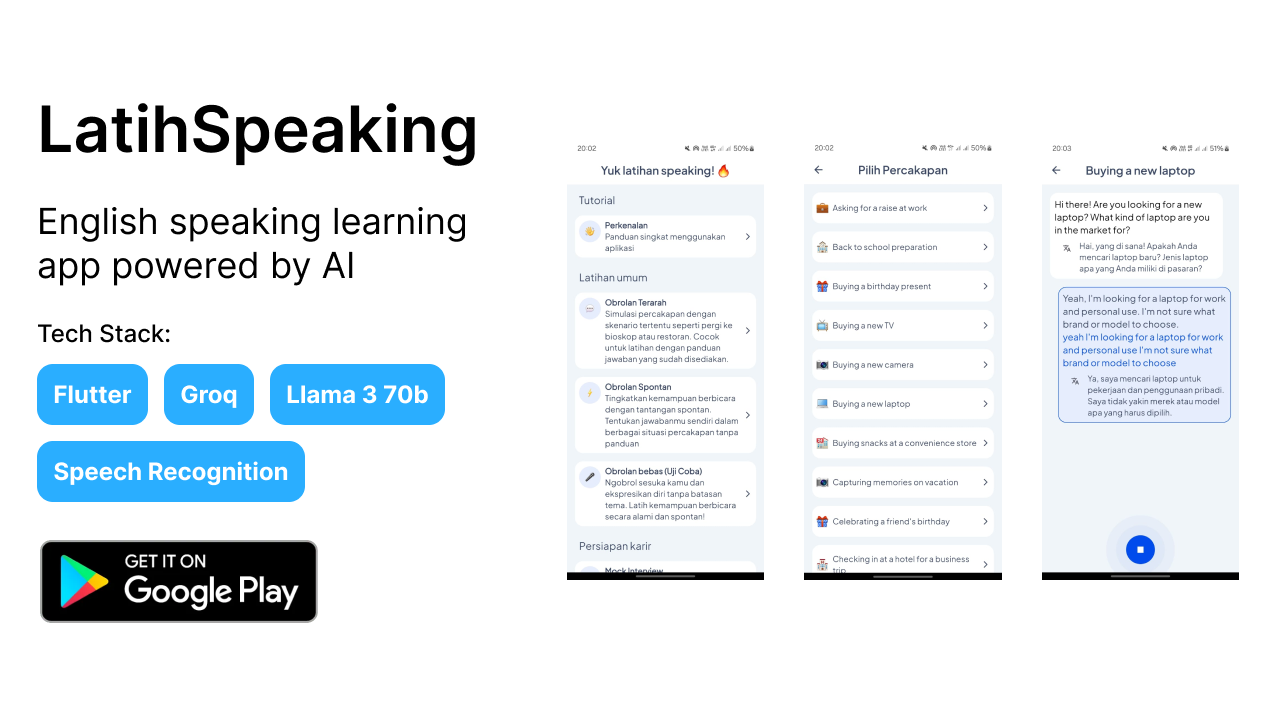 LatihSpeaking
English speaking learning
app powered by AI
Tech Stack:
Flutter
Groq
Llama 3 70b
Speech Recognition
GET IT ON
Google Play
20:02
50%
Yuk latihan speaking! 🔥
Tutorial
Perkenalan
Panduan singkat menggunakan
aplikasi
Latihan umum
Obrolan Terarah
Simulasi percakapan dengan
skenario tertentu seperti pergi ke
bioskop atau restoran. Cocok
untuk latihan dengan panduan
jawaban yang sudah disediakan.
Obrolan Spontan
Tingkatkan kemampuan berbicara
dengan tantangan spontan.
Tentukan jawabanmu sendiri dalam
berbagai situasi percakapan tanpa
panduan
Obrolan bebas (Uji Coba)
Ngobrol sesuka kamu dan
ekspresikan diri tanpa batasan
tema. Latih kemampuan berbicara
secara alami dan spontan!
Persiapan karir
Mock Interview
20:02
50%
Pilih Percakapan
Asking for a raise at work
Back to school preparation
Buying a birthday present
Buying a new TV
Buying a new camera
Buying a new laptop
Buying snacks at a convenience store
Capturing memories on vacation
Celebrating a friend's birthday
Checking in at a hotel for a business
trip
20:03
51%
Buying a new laptop
Hi there! Are you looking for a new
laptop? What kind of laptop are you
in the market for?
Hai, yang di sana! Apakah Anda
mencari laptop baru? Jenis laptop
apa yang Anda miliki di pasaran?
Yeah, I'm looking for a laptop for work
and personal use. I'm not sure what
brand or model to choose.
yeah I'm looking for a laptop for work
and personal use I'm not sure what
brand or model to choose
Ya, saya mencari laptop untuk
pekerjaan dan penggunaan pribadi.
Saya tidak yakin merek atau model
apa yang harus dipilih.